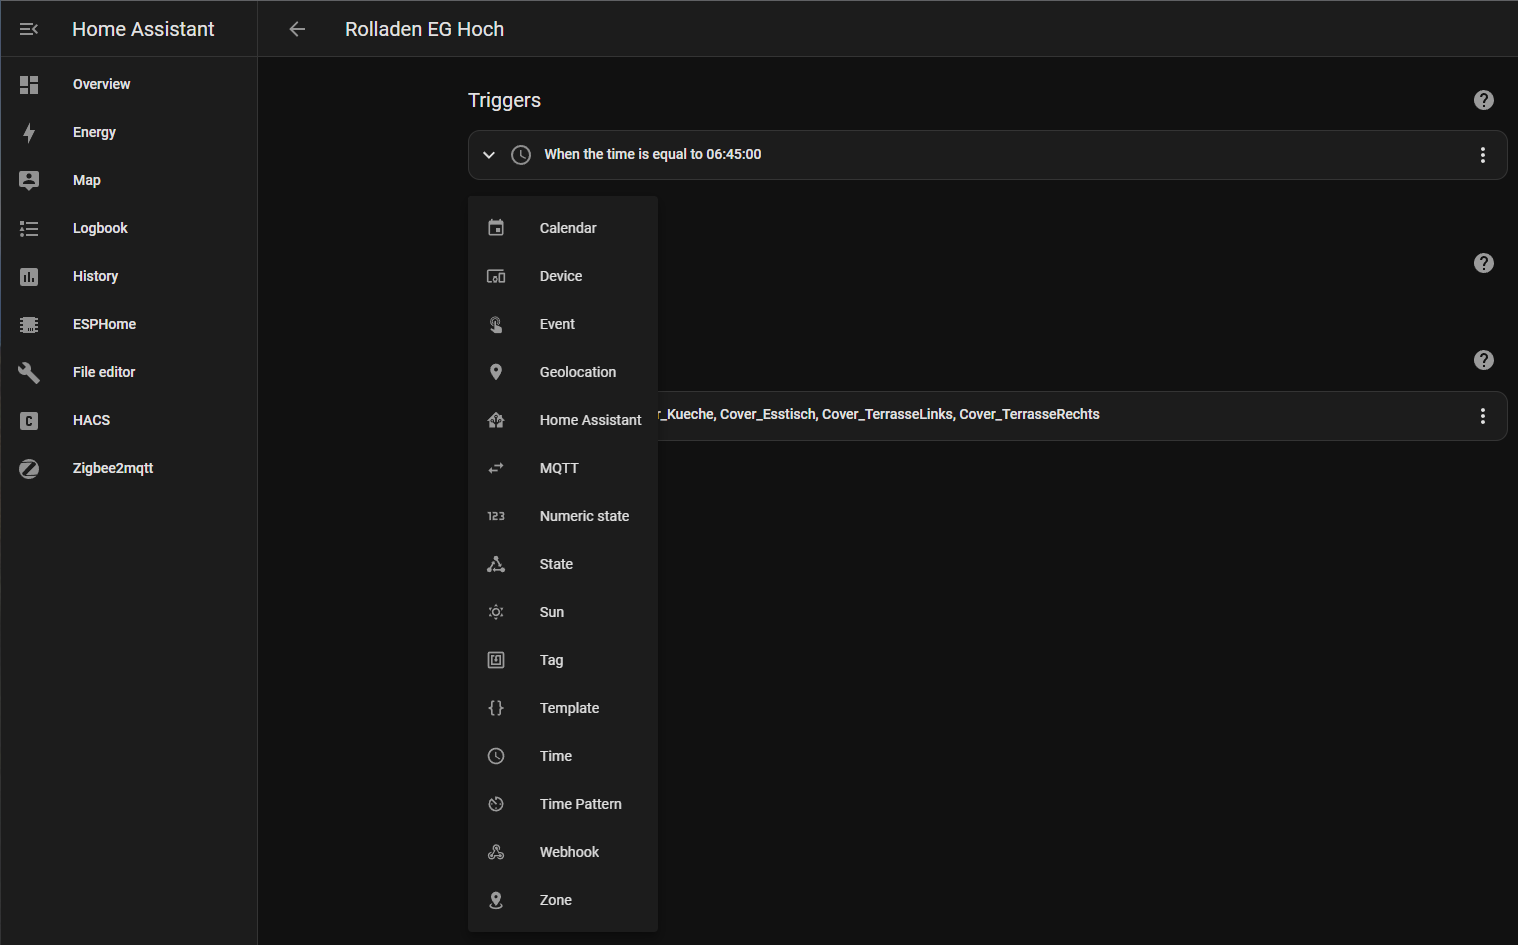 Home Assistant
Rolladen EG Hoch
Overview
Energy
Map
Logbook
History
ESPHome
File editor
HACS
Zigbee2mqtt
Triggers
When the time is equal to 06:45:00
Calendar
Device
Event
Geolocation
Home Assistant
MQTT
Numeric state
State
Sun
Tag
Template
Time
Time Pattern
Webhook
Zone
r_Kueche, Cover_Esstisch, Cover_TerrasseLinks, Cover_TerrasseRechts